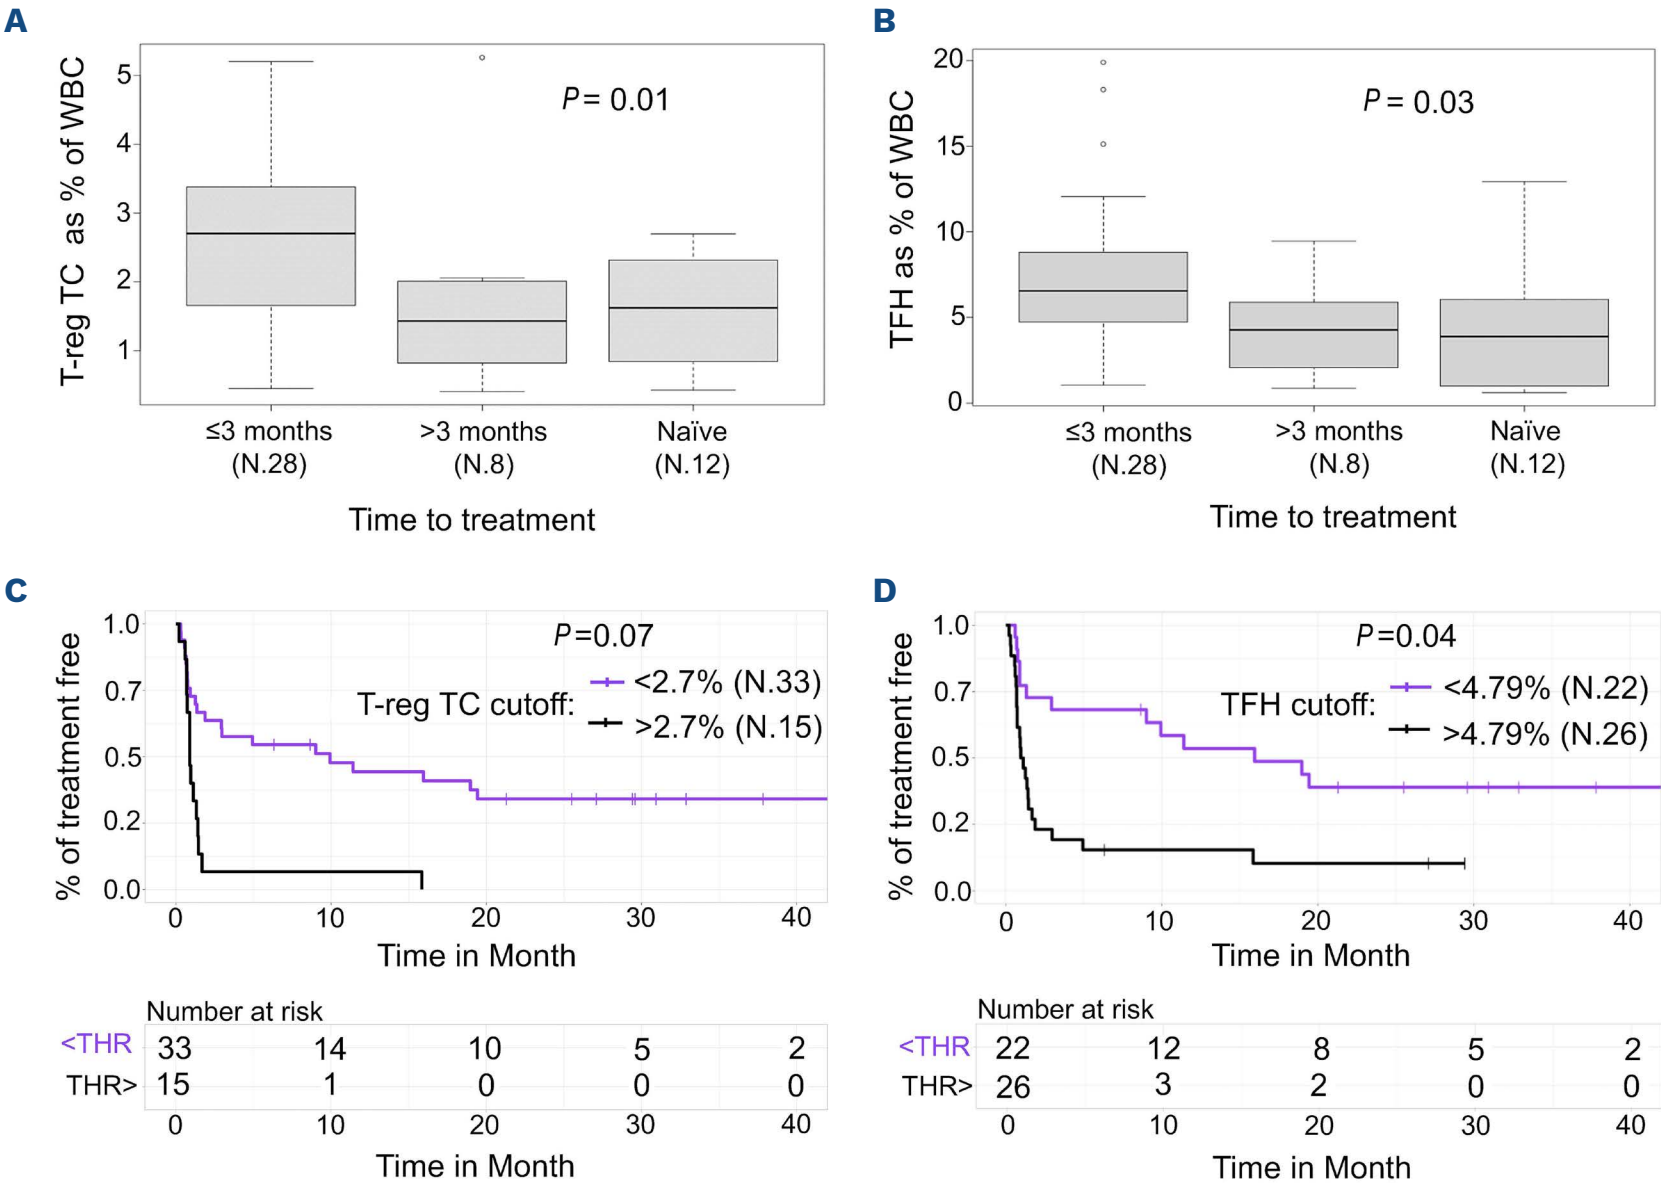 A
T-reg TC as % of WBC
5
4
3
2
1
P = 0.01
≤3 months
(N.28)
>3 months
(N.8)
Naïve
(N.12)
Time to treatment
B
TFH as % of WBC
20
15
10
5
0
P = 0.03
≤3 months
(N.28)
>3 months
(N.8)
Naïve
(N.12)
Time to treatment
C
% of treatment free
1.0
0.7
0.5
0.2
0.0
P=0.07
T-reg TC cutoff:
<2.7% (N.33)
>2.7% (N.15)
0 10 20 30 40
Time in Month
Number at risk
<THR 33 14 10 5 2
THR> 15 1 0 0 0
0 10 20 30 40
Time in Month
D
% of treatment free
1.0
0.7
0.5
0.2
0.0
P=0.04
TFH cutoff:
<4.79% (N.22)
>4.79% (N.26)
0 10 20 30 40
Time in Month
Number at risk
<THR 22 12 8 5 2
THR> 26 3 2 0 0
0 10 20 30 40
Time in Month